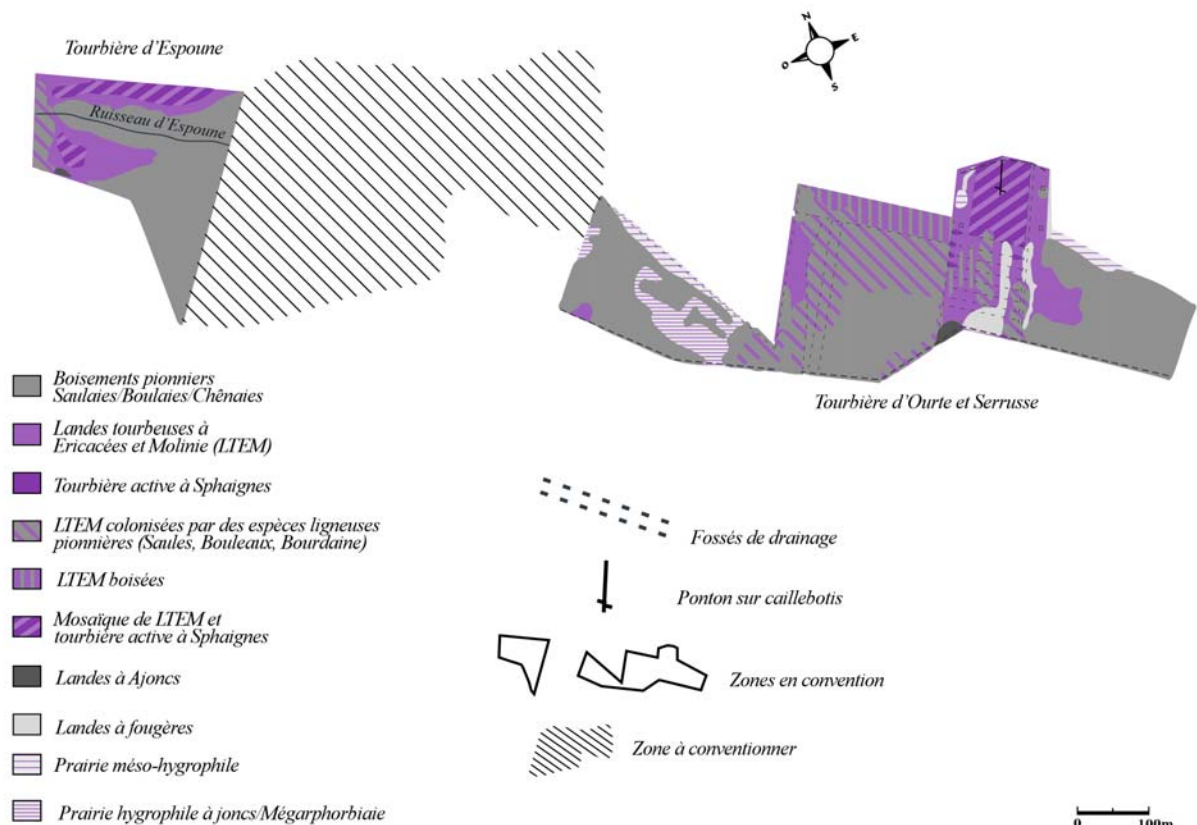 Tourbière d'Espoune
N
E
O
S
Ruisseau d'Espoune
Tourbière d'Ourte et Serrusse
Boisements pionniers
Saulaies/Boulaies/Chênaies
Landes tourbeuses à
Ericacées et Molinie (LTEM)
Tourbière active à Sphaignes
LTEM colonisées par des espèces ligneuses
pionnières (Saules, Bouleaux, Bourdaine)
LTEM boisées
Mosaïque de LTEM et
tourbière active à Sphaignes
Landes à Ajoncs
Landes à fougères
Prairie méso-hygrophile
Prairie hygrophile à joncs/Mégarphorbiaie
Fossés de drainage
Ponton sur caillebotis
Zones en convention
Zone à conventionner
0 100m